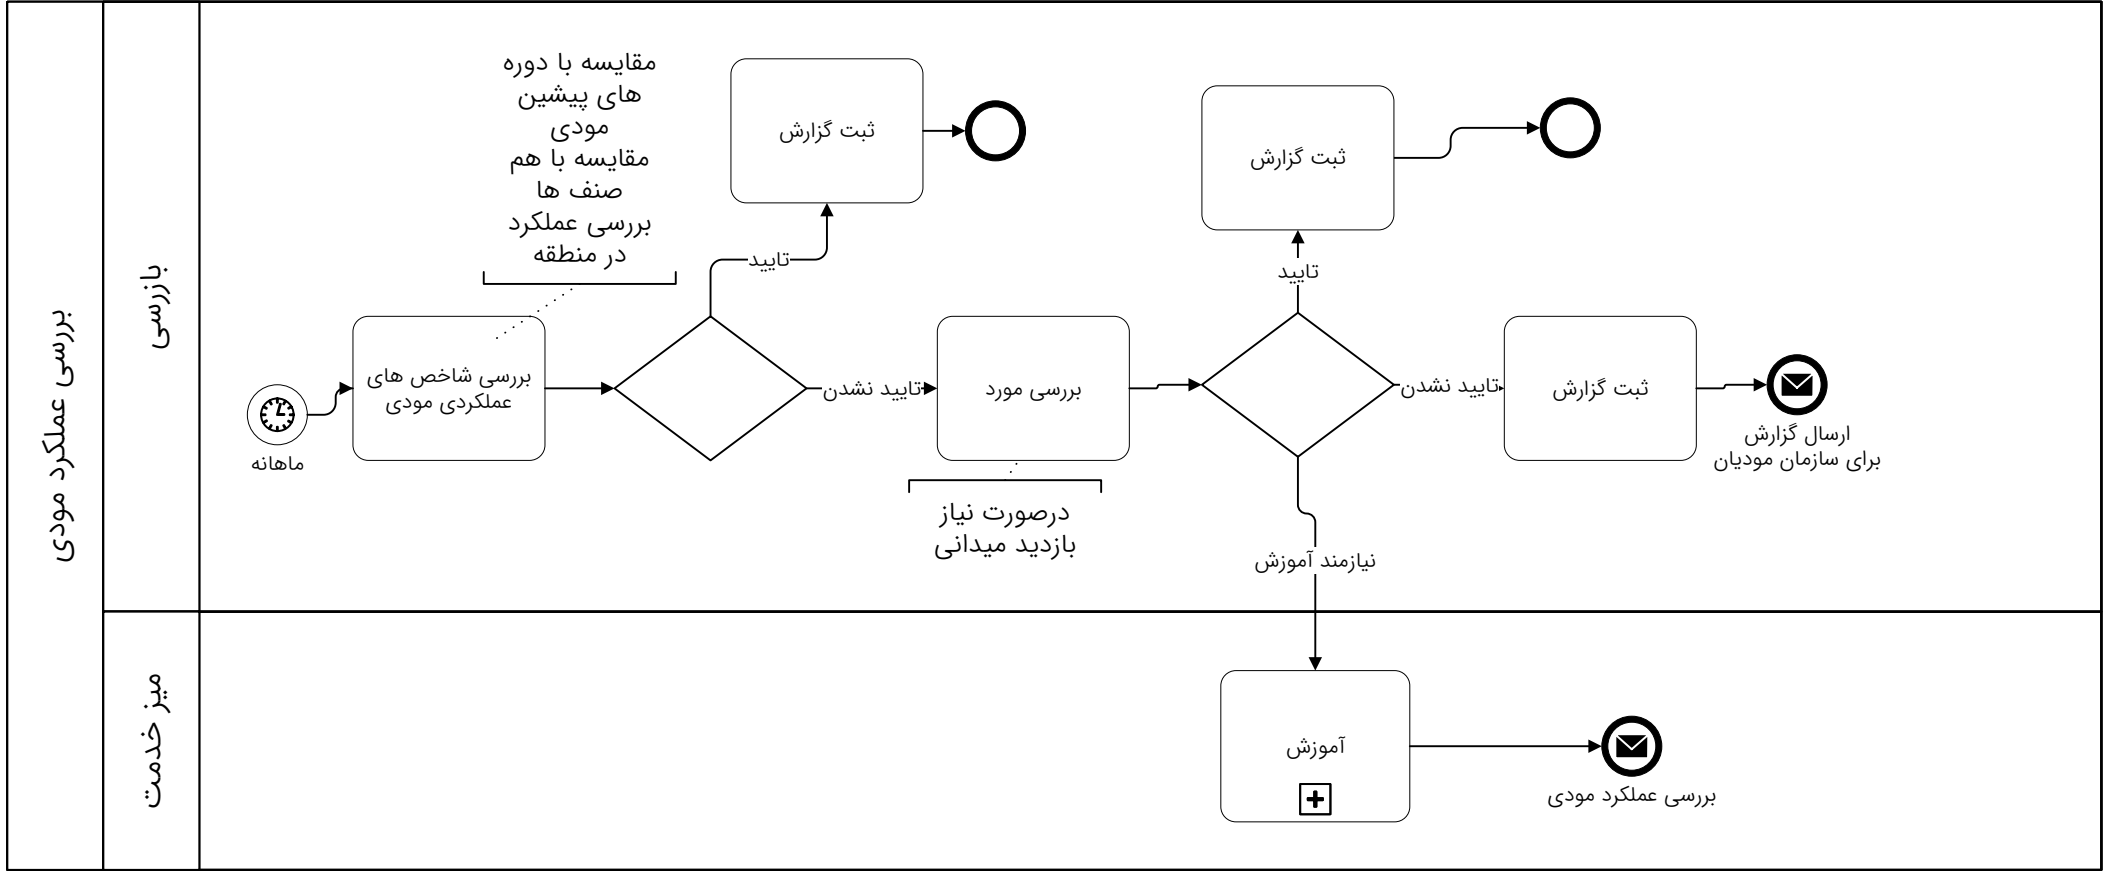 بررسی عملکرد مودی
بازرسی
میز خدمت
مقایسه با دوره
های پیشین
مودی
مقایسه با هم
صنف ها
بررسی عملکرد
در منطقه
ماهانه
بررسی شاخص های
عملکردی مودی
تایید
ثبت گزارش
تایید نشدن
بررسی مورد
درصورت نیاز
بازدید میدانی
تایید
ثبت گزارش
تایید نشدن
ثبت گزارش
ارسال گزارش
برای سازمان مودیان
نیازمند آموزش
آموزش
بررسی عملکرد مودی